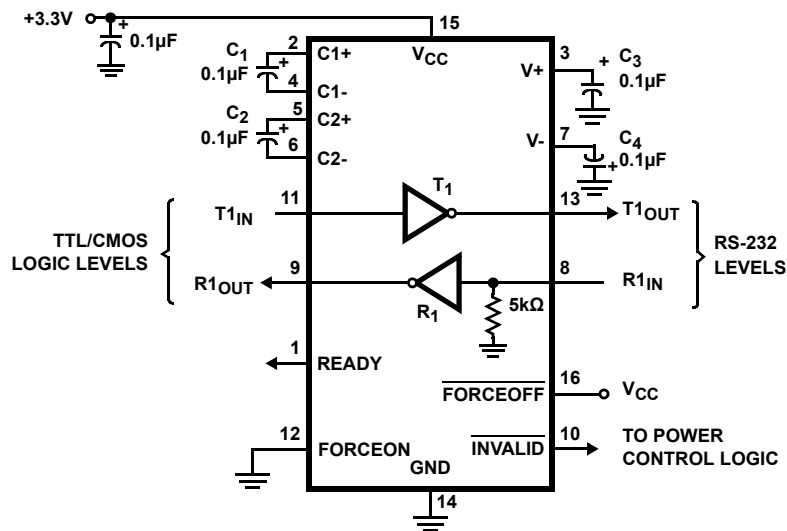 +3.3V
+
0.1µF
15
2
C1
0.1µF
+
4
C1+
C1-
VCC
3
V+
+
C3
0.1µF
C2
0.1µF
5
+
6
C2+
C2-
7
V-
C4
0.1µF
+
T1
T1IN
11
13
T1OUT
TTL/CMOS
LOGIC LEVELS
RS-232
LEVELS
R1OUT
9
8
R1IN
R1
5kΩ
1
READY
FORCEOFF
16
VCC
12
FORCEON
INVALID
10
TO POWER
CONTROL LOGIC
GND
14